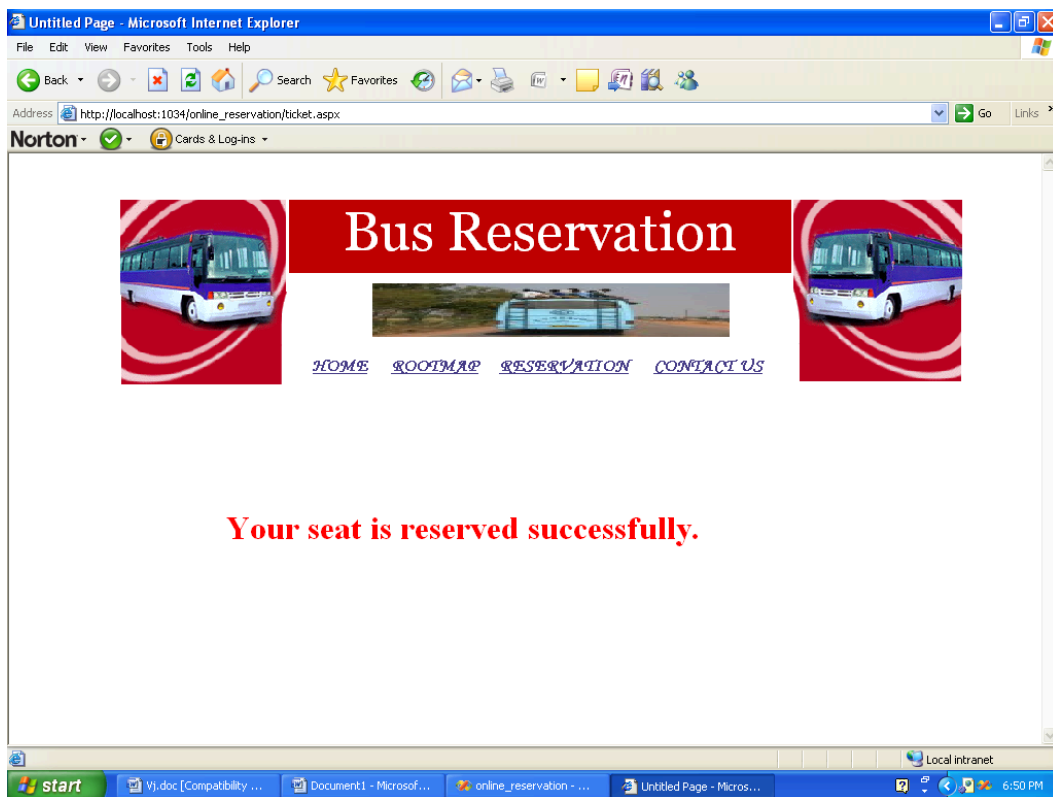 Untitled Page - Microsoft Internet Explorer
File Edit View Favorites Tools Help
Back Search Favorites
Address http://localhost:1034/online_reservation/ticket.aspx Go Links »
Norton Cards & Log-ins
Bus Reservation
HOME ROOTMAP RESERVATION CONTACT US
Your seat is reserved successfully.
Local intranet
start Vj.doc [Compatibility ... Document1 - Microsof... online_reservation - ... Untitled Page - Micros... 6:50 PM